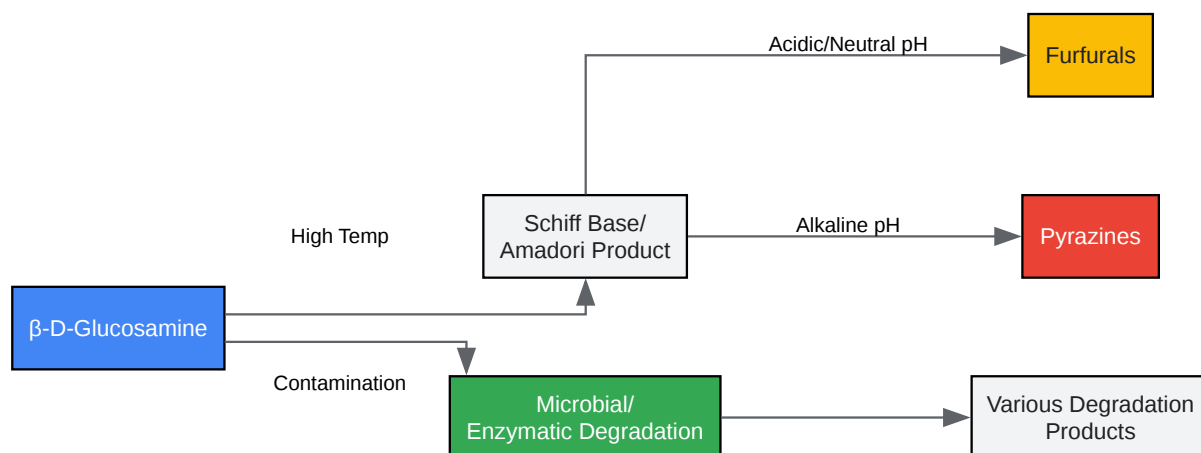 Acidic/Neutral pH
Furfurals
Schiff Base/
Amadori Product
High Temp
Alkaline pH
Pyrazines
β-D-Glucosamine
Contamination
Microbial/
Enzymatic Degradation
Various Degradation
Products